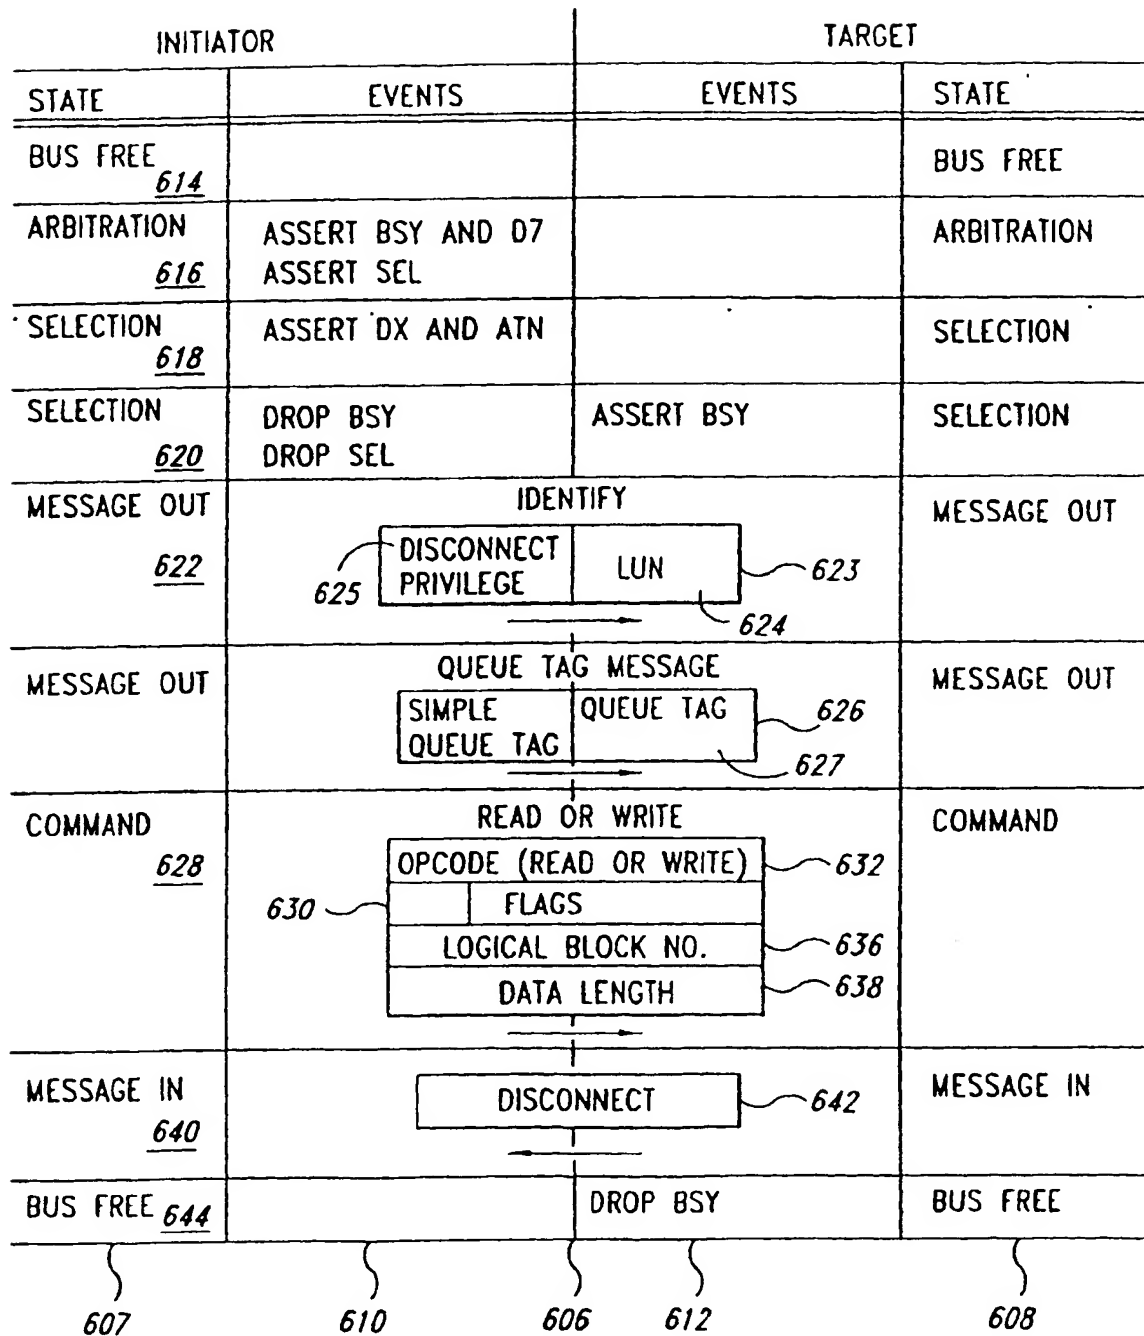 INITIATOR TARGET
STATE EVENTS EVENTS STATE
BUS FREE BUS FREE
614
ARBITRATION ASSERT BSY AND D7 ARBITRATION
616 ASSERT SEL
SELECTION ASSERT DX AND ATN SELECTION
618
SELECTION DROP BSY ASSERT BSY SELECTION
620 DROP SEL
MESSAGE OUT IDENTIFY MESSAGE OUT
622 DISCONNECT LUN 623
625 PRIVILEGE
624
MESSAGE OUT QUEUE TAG MESSAGE MESSAGE OUT
SIMPLE QUEUE TAG 626
QUEUE TAG 627
COMMAND READ OR WRITE COMMAND
628 OPCODE (READ OR WRITE) 632
630 FLAGS
LOGICAL BLOCK NO. 636
DATA LENGTH 638
MESSAGE IN DISCONNECT 642 MESSAGE IN
640
BUS FREE 644 DROP BSY BUS FREE
607 610 606 612 608